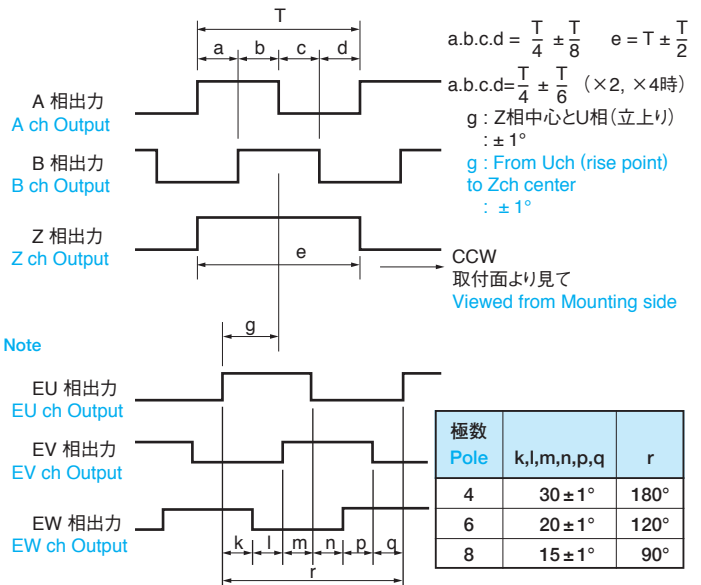 T
a b c d
a.b.c.d = T/4 ± T/8 e = T ± T/2
a.b.c.d=T/4 ± T/6 (×2, ×4時)
g : Z相中心とU相(立上り)
: ± 1°
g : From Uch (rise point)
to Zch center
: ± 1°
A 相出力
A ch Output
B 相出力
B ch Output
Z 相出力
Z ch Output
e
CCW
取付面より見て
Viewed from Mounting side
g
Note
EU 相出力
EU ch Output
EV 相出力
EV ch Output
EW 相出力
EW ch Output
k l m n p q
r
極数
Pole k,l,m,n,p,q r
4 30±1° 180°
6 20±1° 120°
8 15±1° 90°